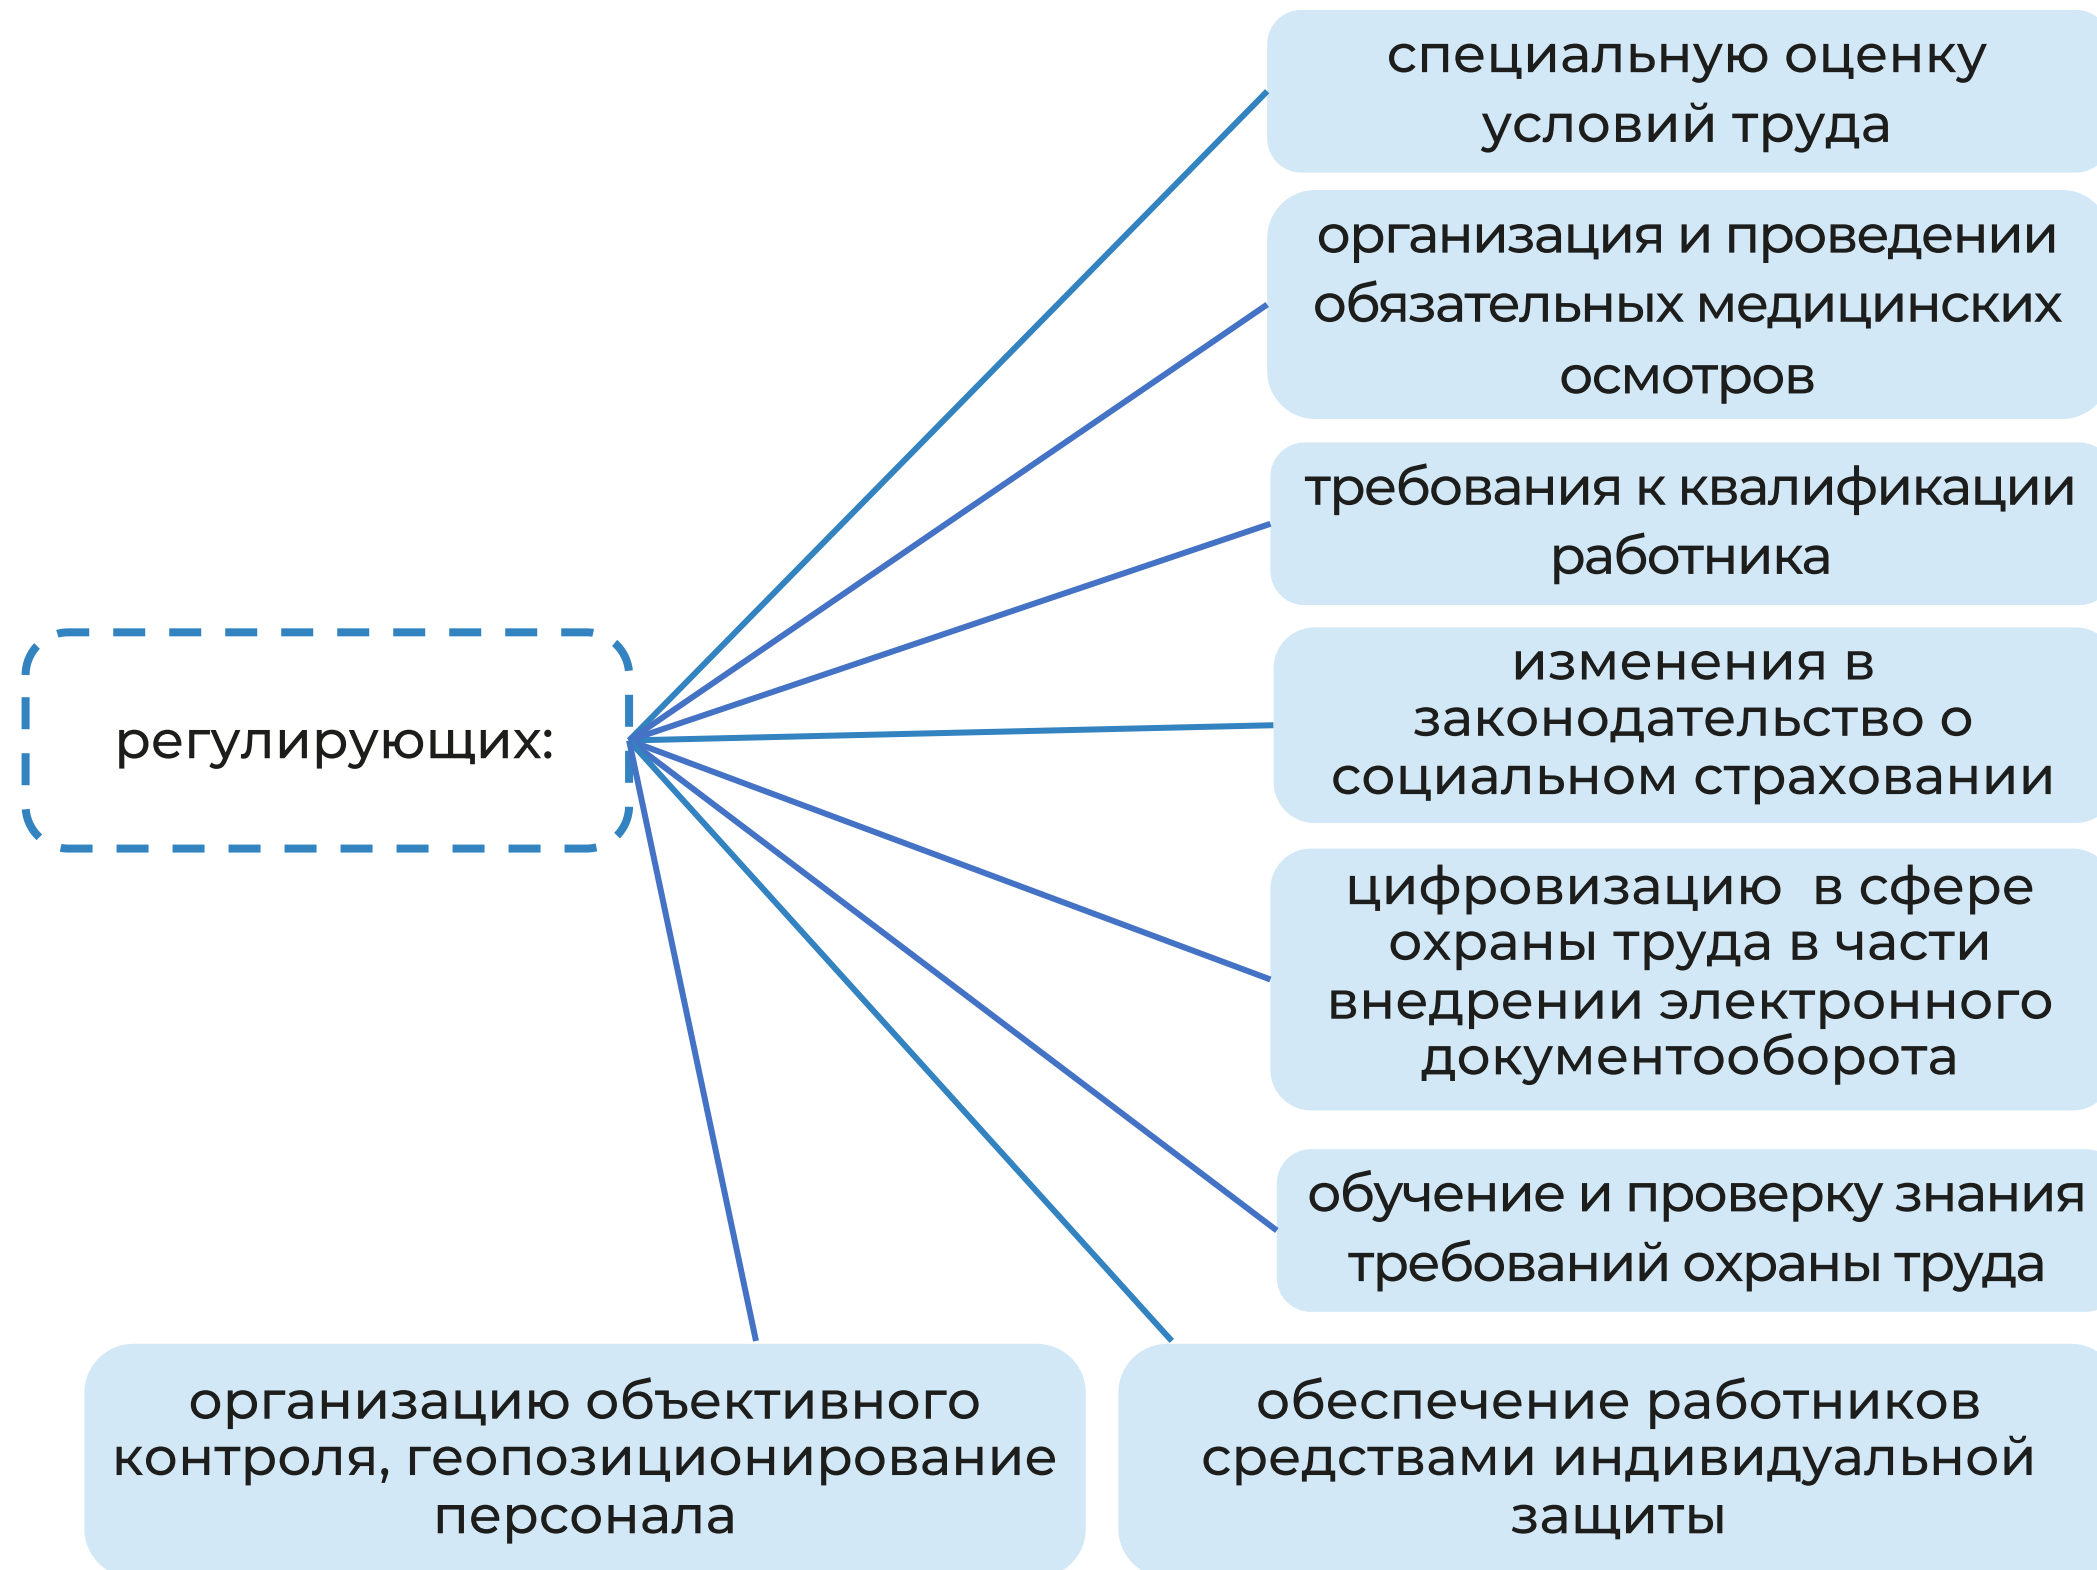 специальную оценку
условий труда
организация и проведении
обязательных медицинских
осмотров
требования к квалификации
работника
регулирующих:
изменения в
законодательство о
социальном страховании
цифровизацию в сфере
охраны труда в части
внедрении электронного
документооборота
обучение и проверку знания
требований охраны труда
организацию объективного
контроля, геопозиционирование
персонала
обеспечение работников
средствами индивидуальной
защиты